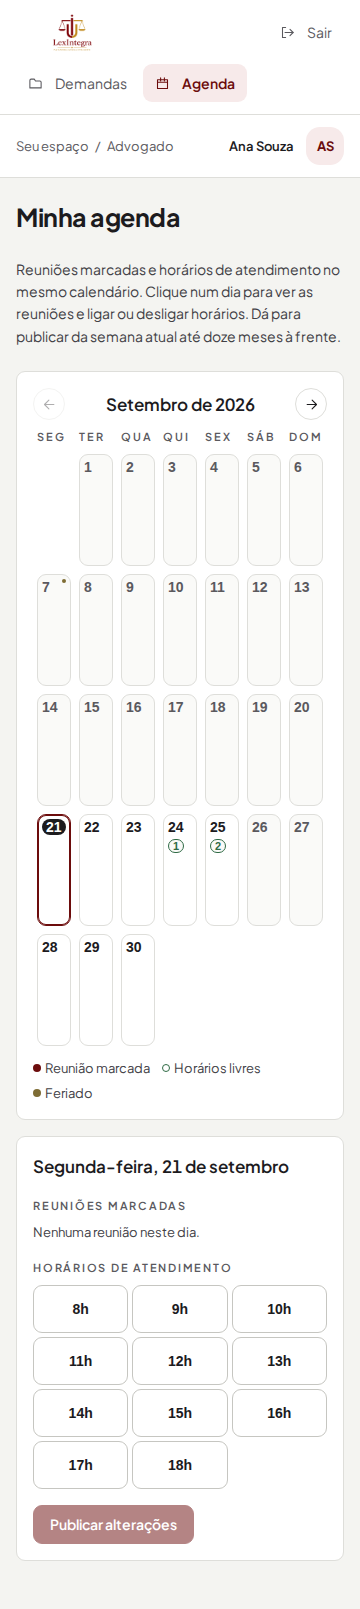 LexIntegra
Sair
Demandas
Agenda
Seu espaço / Advogado
Ana Souza
AS
Minha agenda
Reuniões marcadas e horários de atendimento no
mesmo calendário. Clique num dia para ver as
reuniões e ligar ou desligar horários. Dá para
publicar da semana atual até doze meses à frente.
Setembro de 2026
SEG TER QUA QUI SEX SÁB DOM
1 2 3 4 5 6
7 8 9 10 11 12 13
14 15 16 17 18 19 20
21 22 23 24 25 26 27
1 2
28 29 30
Reunião marcada Horários livres
Feriado
Segunda-feira, 21 de setembro
REUNIÕES MARCADAS
Nenhuma reunião neste dia.
HORÁRIOS DE ATENDIMENTO
8h 9h 10h
11h 12h 13h
14h 15h 16h
17h 18h
Publicar alterações